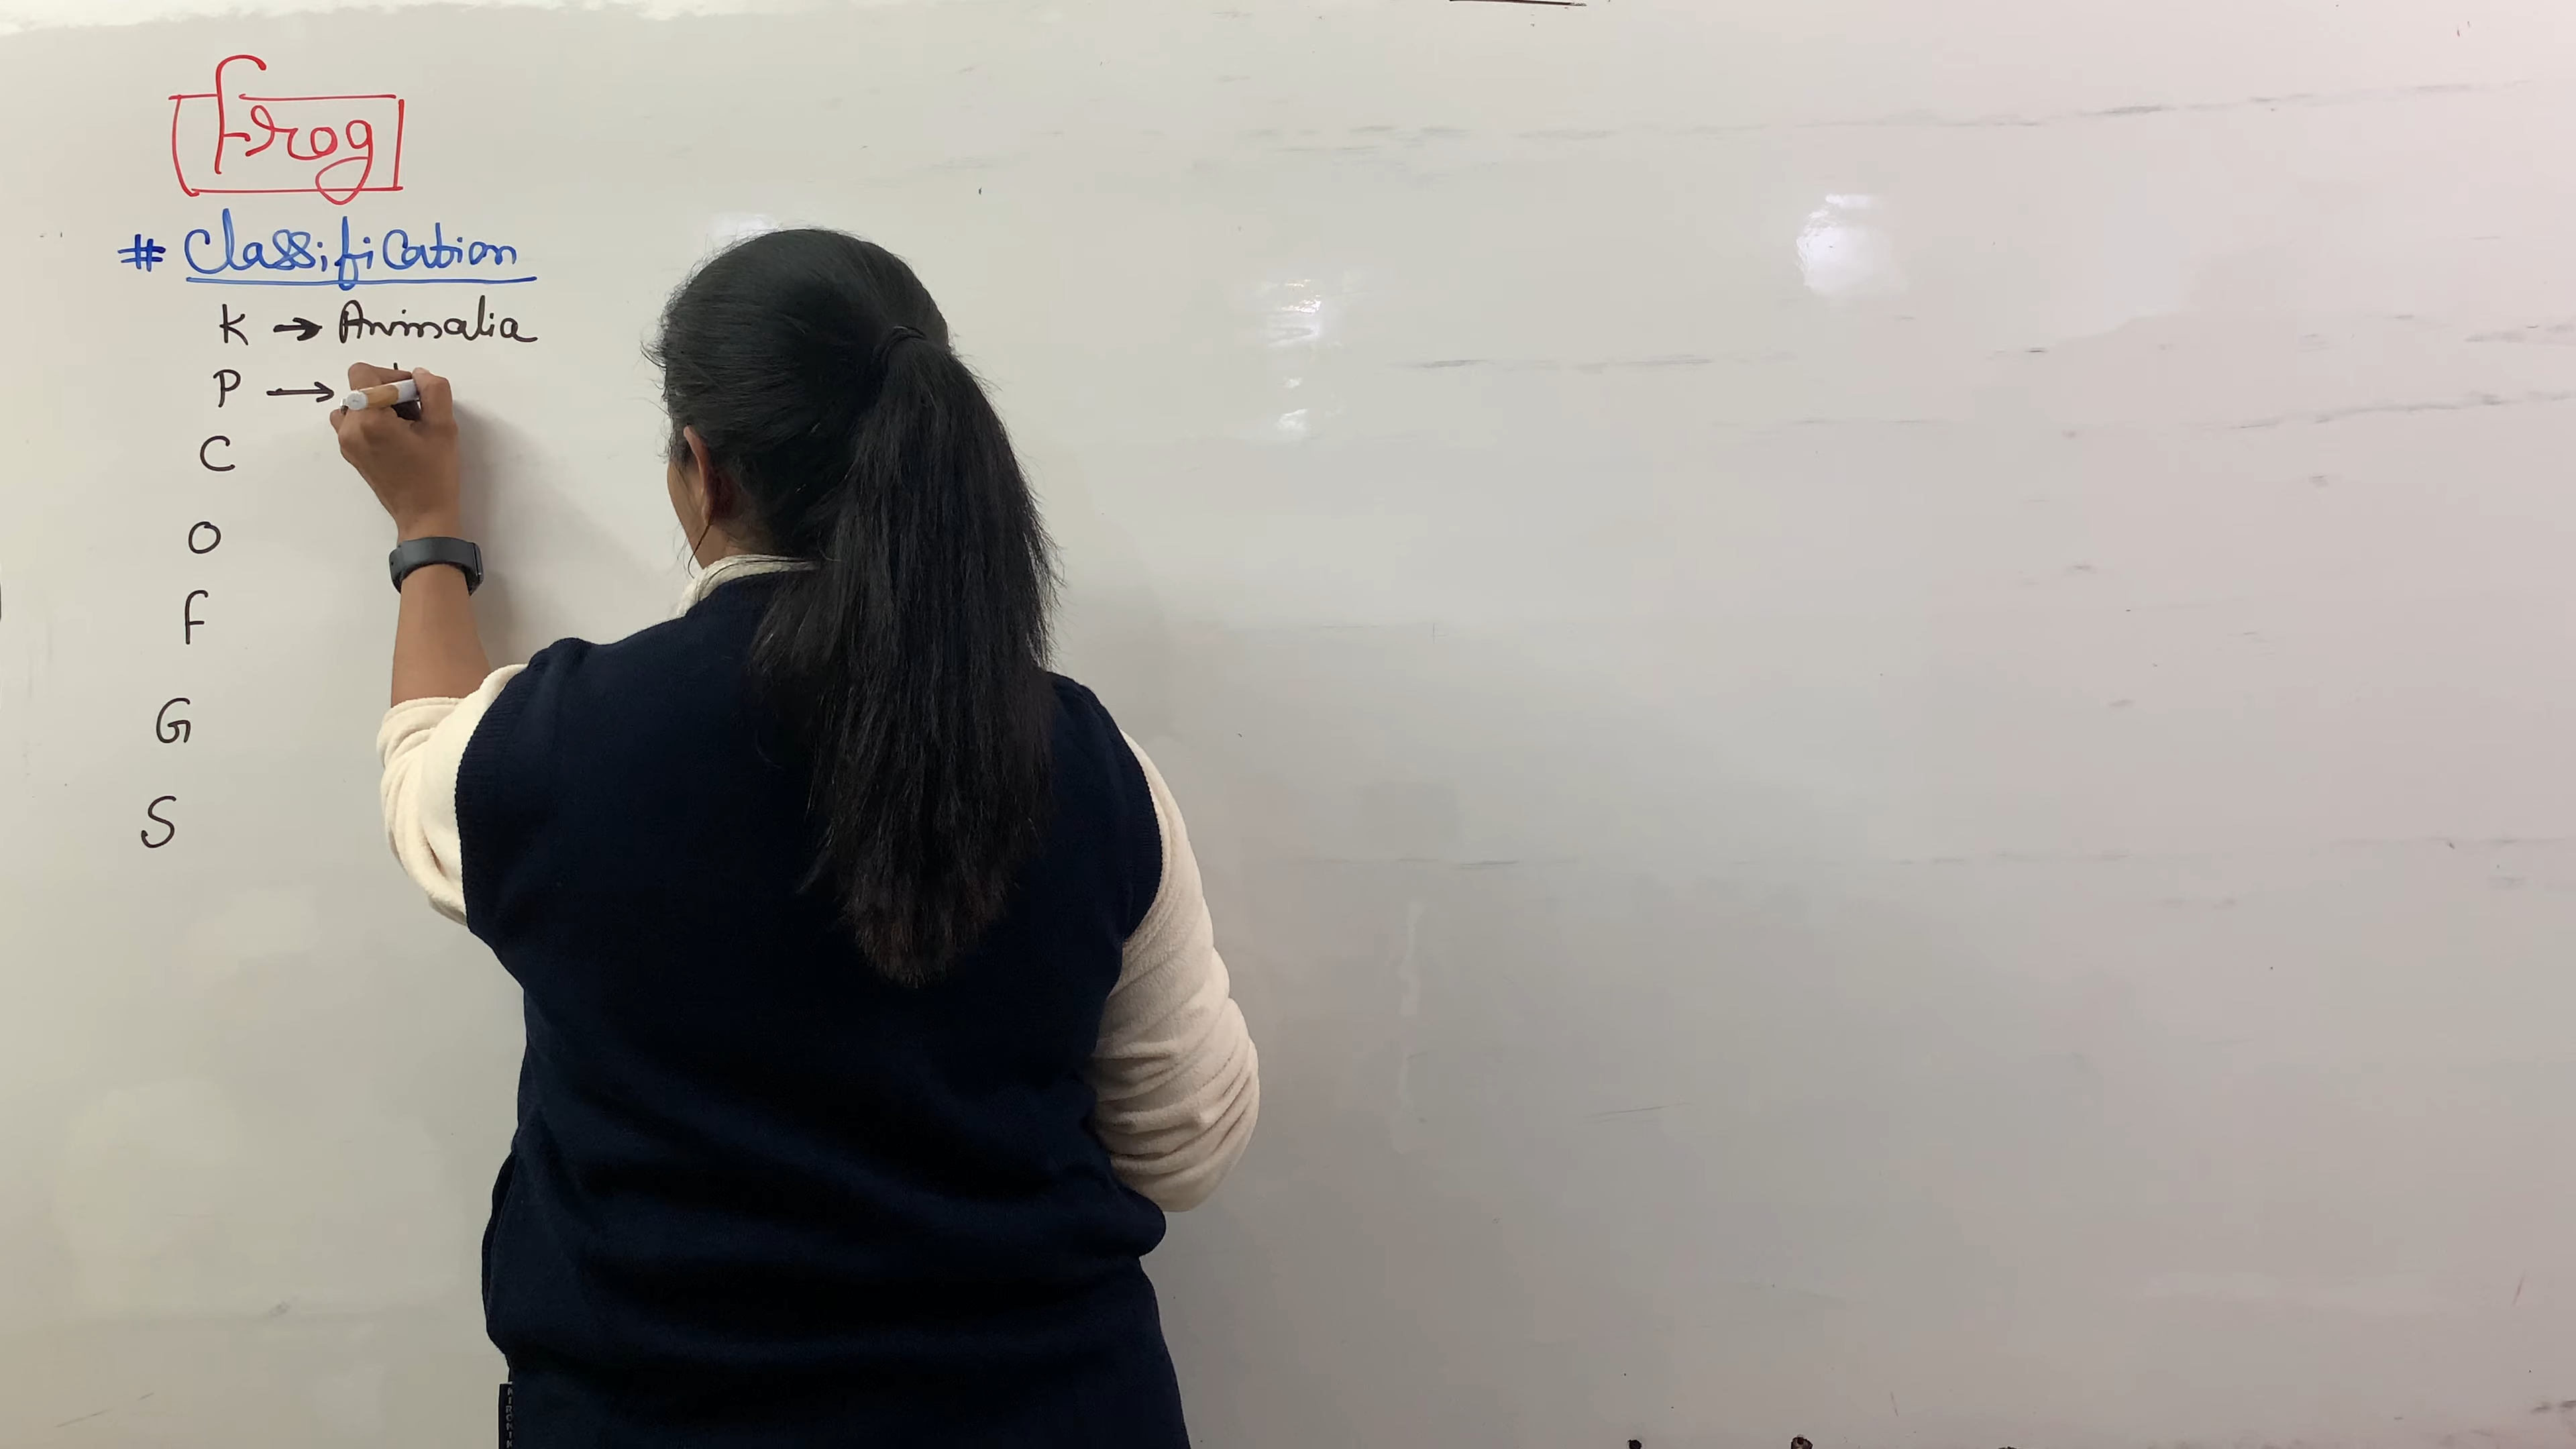 Frog
# Classification
K → Animalia
P →
C
O
F
G
S